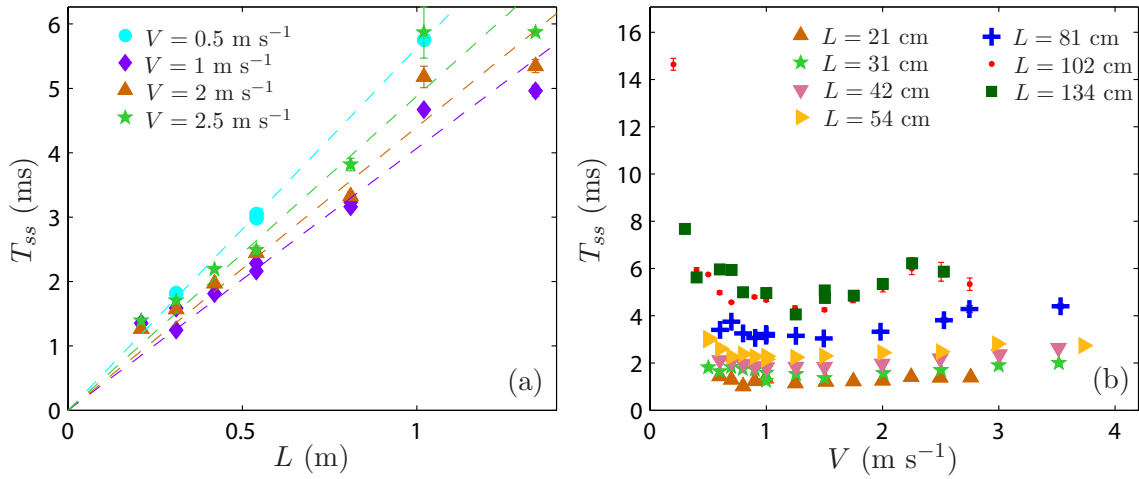 6
5
4
3
2
1
0
0
0.5
1
T_ss (ms)
L (m)
V = 0.5 m s⁻¹
V = 1 m s⁻¹
V = 2 m s⁻¹
V = 2.5 m s⁻¹
(a)
16
14
12
10
8
6
4
2
0
0
1
2
3
4
T_ss (ms)
V (m s⁻¹)
L = 21 cm
L = 31 cm
L = 42 cm
L = 54 cm
L = 81 cm
L = 102 cm
L = 134 cm
(b)